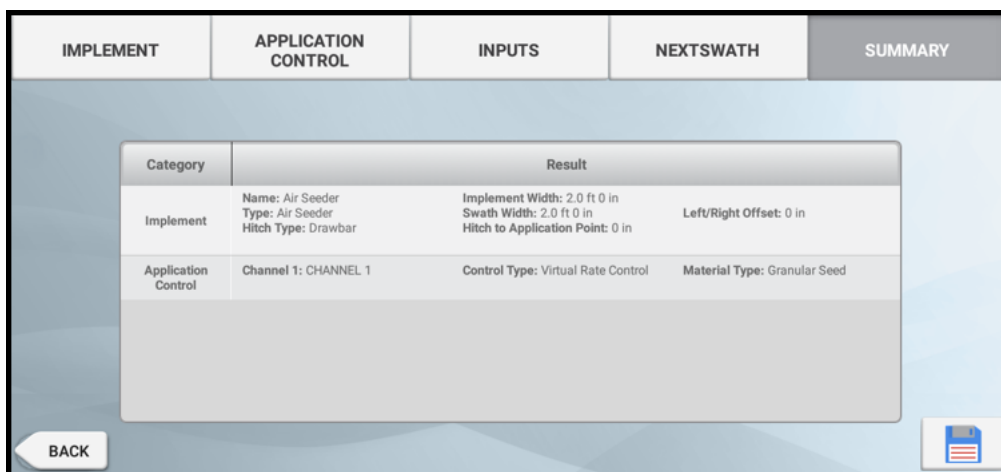 IMPLEMENT
APPLICATION
CONTROL
INPUTS
NEXTSWATH
SUMMARY
Category
Result
Implement
Name: Air Seeder
Type: Air Seeder
Hitch Type: Drawbar
Implement Width: 2.0 ft 0 in
Swath Width: 2.0 ft 0 in
Hitch to Application Point: 0 in
Left/Right Offset: 0 in
Application
Control
Channel 1: CHANNEL 1
Control Type: Virtual Rate Control
Material Type: Granular Seed
BACK